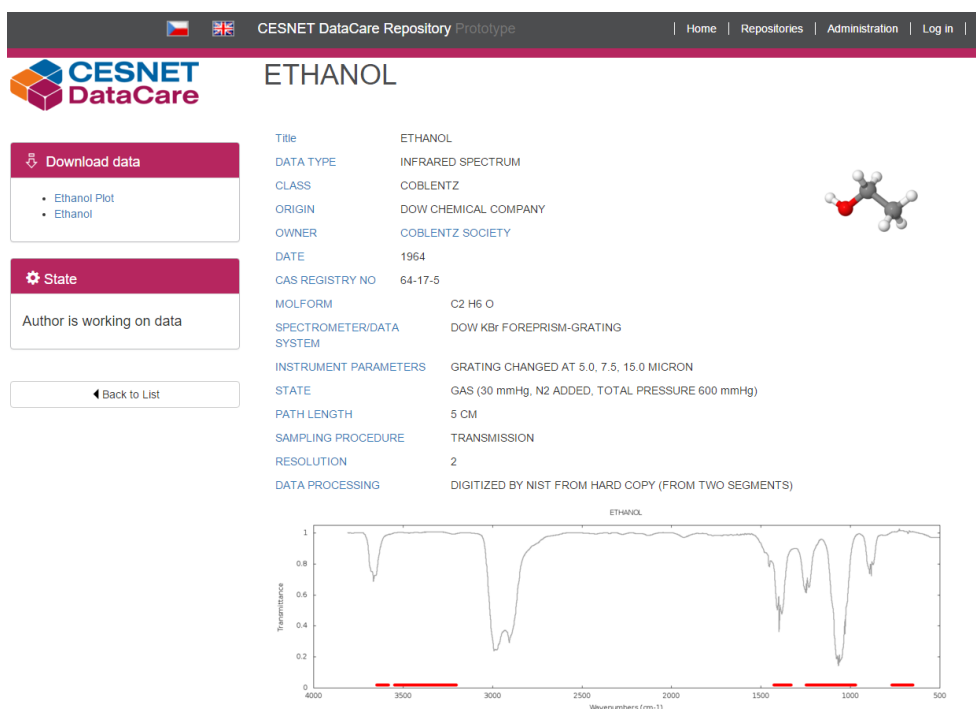 CESNET DataCare Repository Prototype | Home | Repositories | Administration | Log in |
CESNET
DataCare
ETHANOL
Download data
• Ethanol Plot
• Ethanol
State
Author is working on data
Back to List
Title ETHANOL
DATA TYPE INFRARED SPECTRUM
CLASS COBLENTZ
ORIGIN DOW CHEMICAL COMPANY
OWNER COBLENTZ SOCIETY
DATE 1964
CAS REGISTRY NO 64-17-5
MOLFORM C2 H6 O
SPECTROMETER/DATA DOW KBr FOREPRISM-GRATING
SYSTEM
INSTRUMENT PARAMETERS GRATING CHANGED AT 5.0, 7.5, 15.0 MICRON
STATE GAS (30 mmHg, N2 ADDED, TOTAL PRESSURE 600 mmHg)
PATH LENGTH 5 CM
SAMPLING PROCEDURE TRANSMISSION
RESOLUTION 2
DATA PROCESSING DIGITIZED BY NIST FROM HARD COPY (FROM TWO SEGMENTS)
ETHANOL
Transmittance
1
0.8
0.6
0.4
0.2
0
4000 3500 3000 2500 2000 1500 1000 500
Wavenumbers (cm-1)